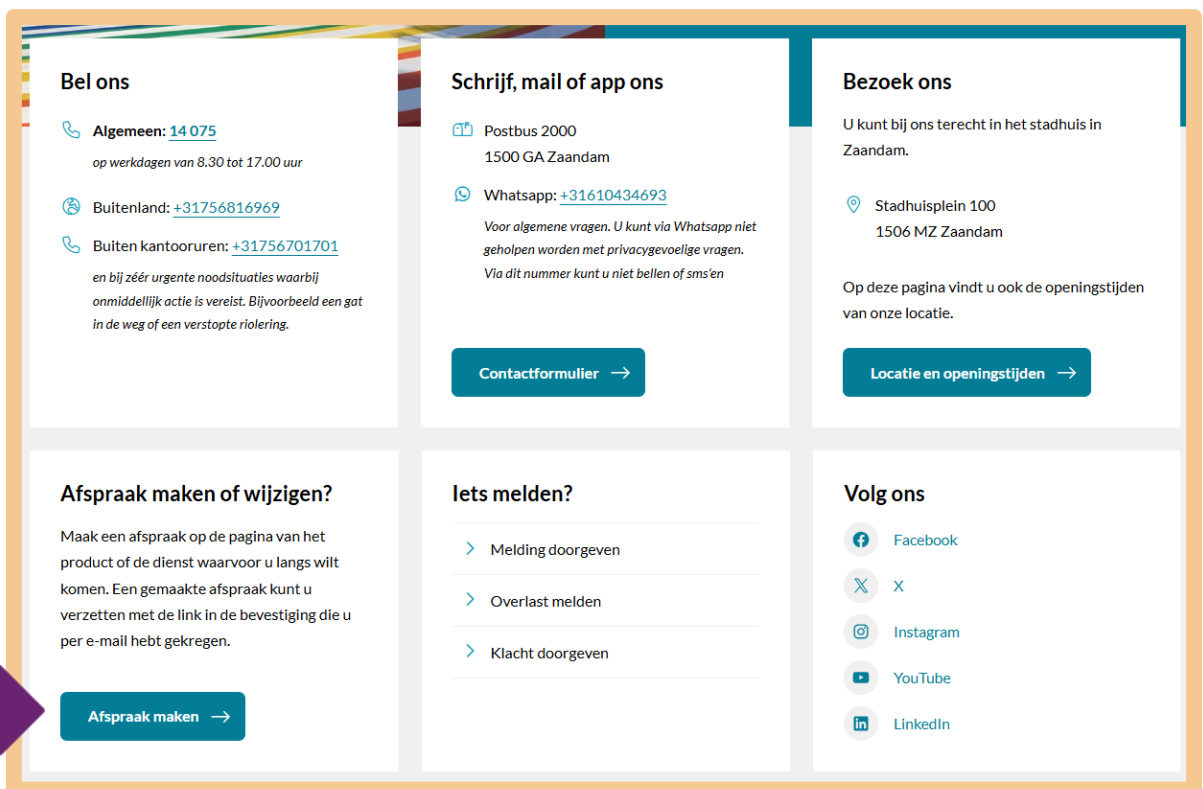 Bel ons
Algemeen: 14 075
op werkdagen van 8.30 tot 17.00 uur
Buitenland: +31756816969
Buiten kantooruren: +31756701701
en bij zéér urgente noodsituaties waarbij
onmiddellijk actie is vereist. Bijvoorbeeld een gat
in de weg of een verstopte riolering.
Schrijf, mail of app ons
Postbus 2000
1500 GA Zaandam
Whatsapp: +31610434693
Voor algemene vragen. U kunt via Whatsapp niet
geholpen worden met privacygevoelige vragen.
Via dit nummer kunt u niet bellen of sms'en
Contactformulier
Bezoek ons
U kunt bij ons terecht in het stadhuis in
Zaandam.
Stadhuisplein 100
1506 MZ Zaandam
Op deze pagina vindt u ook de openingstijden
van onze locatie.
Locatie en openingstijden
Afspraak maken of wijzigen?
Maak een afspraak op de pagina van het
product of de dienst waarvoor u langs wilt
komen. Een gemaakte afspraak kunt u
verzetten met de link in de bevestiging die u
per e-mail hebt gekregen.
Afspraak maken
Iets melden?
Melding doorgeven
Overlast melden
Klacht doorgeven
Volg ons
Facebook
X
Instagram
YouTube
LinkedIn